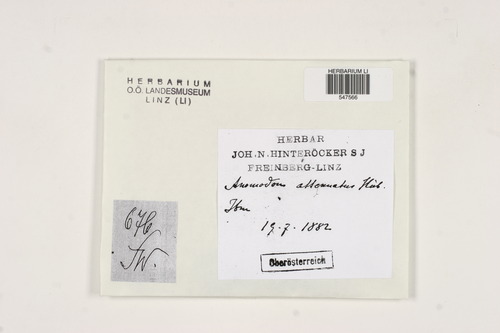 HERBARIUM
O.Ö. LANDESMUSEUM
LINZ (LI)
HERBARIUM LI
547566
HERBAR
JOH. N. HINTERÖCKER S J
FREINBERG-LINZ
Anomodon attenuatus Hüb.
Ibm
19.7.1882
Oberösterreich